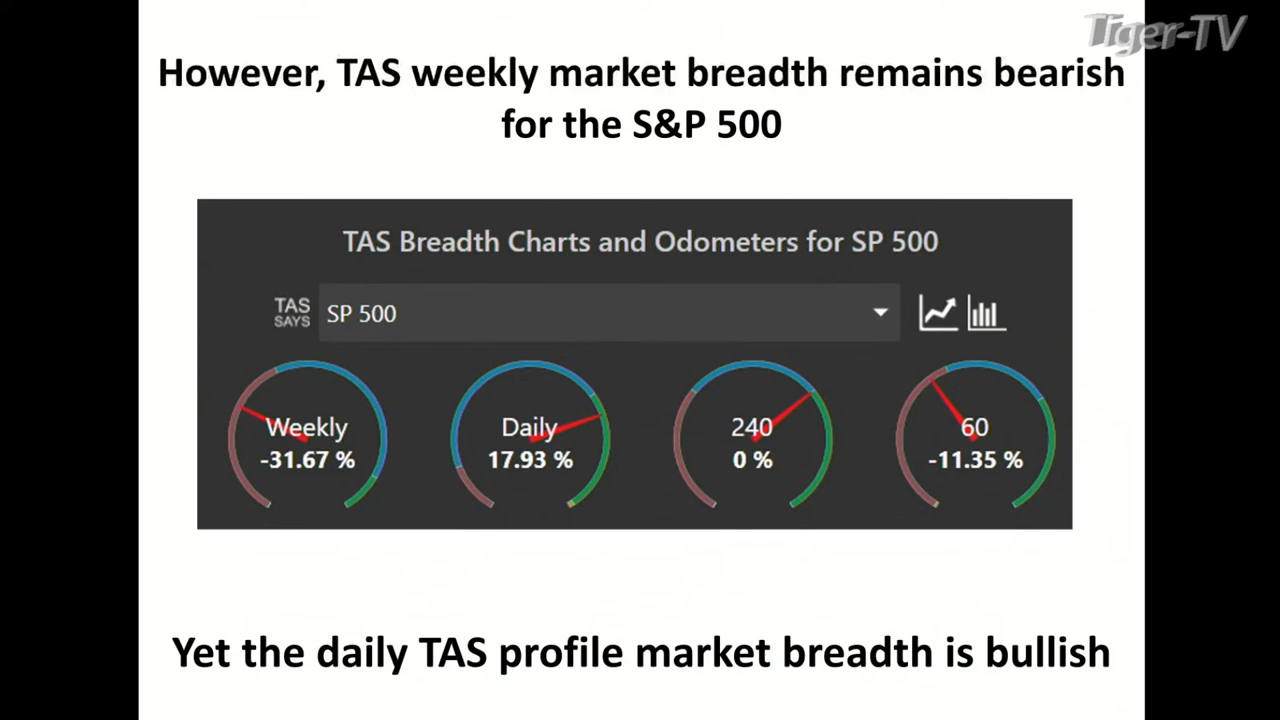 Tiger-TV
However, TAS weekly market breadth remains bearish
for the S&P 500
TAS Breadth Charts and Odometers for SP 500
TAS
SAYS
SP 500
Weekly
-31.67 %
Daily
17.93 %
240
0 %
60
-11.35 %
Yet the daily TAS profile market breadth is bullish